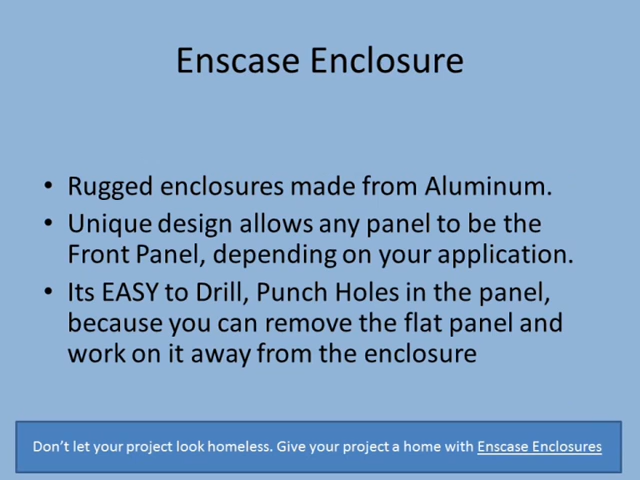 Enscase Enclosure
• Rugged enclosures made from Aluminum.
• Unique design allows any panel to be the
Front Panel, depending on your application.
• Its EASY to Drill, Punch Holes in the panel,
because you can remove the flat panel and
work on it away from the enclosure
Don’t let your project look homeless. Give your project a home with Enscase Enclosures